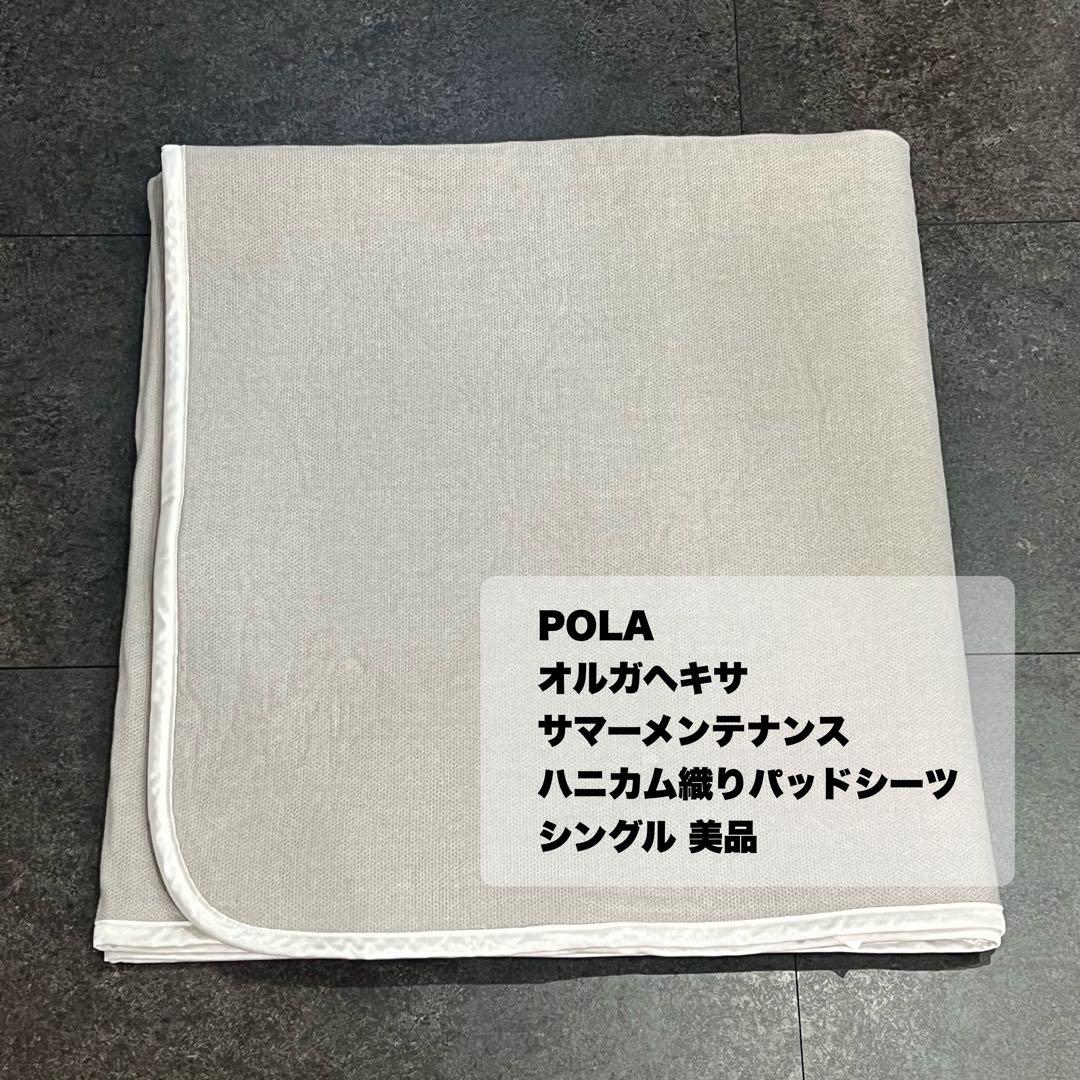 POLA
オルガヘキサ
サマーメンテナンス
ハニカム織りパッドシーツ
シングル 美品